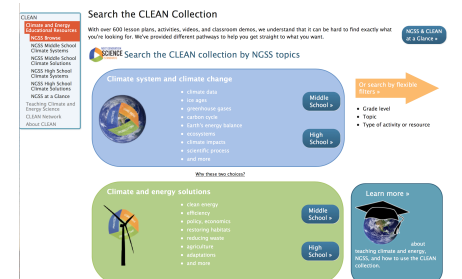 CLEAN
Climate and Energy
Educational Resources
NGSS Browse
NGSS Middle School
Climate Systems
NGSS Middle School
Climate Solutions
NGSS High School
Climate Systems
NGSS High School
Climate Solutions
NGSS at a Glance
Teaching Climate and
Energy Science
CLEAN Network
About CLEAN
Search the CLEAN Collection
With over 600 lesson plans, activities, videos, and classroom demos, we understand that it can be hard to find exactly what
you're looking for. We've provided different pathways to help you get straight to what you want.
NGSS & CLEAN
at a Glance »
SCIENCE
Search the CLEAN collection by NGSS topics
Climate system and climate change
climate data
ice ages
greenhouse gases
carbon cycle
Earth's energy balance
ecosystems
climate impacts
scientific process
and more
Middle
School »
High
School »
Or search by flexible
filters »
Grade level
Topic
Type of activity or resource
Why these two choices?
Climate and energy solutions
clean energy
efficiency
policy, economics
restoring habitats
reducing waste
agriculture
adaptations
and more
Middle
School »
High
School »
Learn more »
about
teaching climate and energy,
NGSS, and how to use the CLEAN
collection.